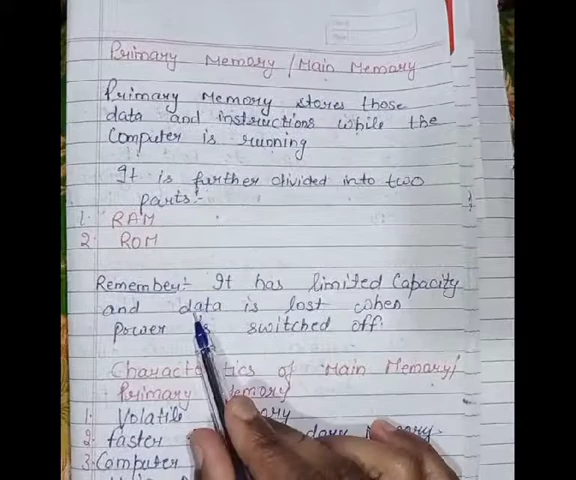 Primary Memory / Main Memory
Primary Memory stores those
data and instructions while the
Computer is running
It is further divided into two
parts:-
1. RAM
2. ROM
Remember:- It has limited Capacity
and data is lost when
power is switched off.
Characteristics of Main Memory/
Primary Memory
1. Volatile
2. faster
3. Computer